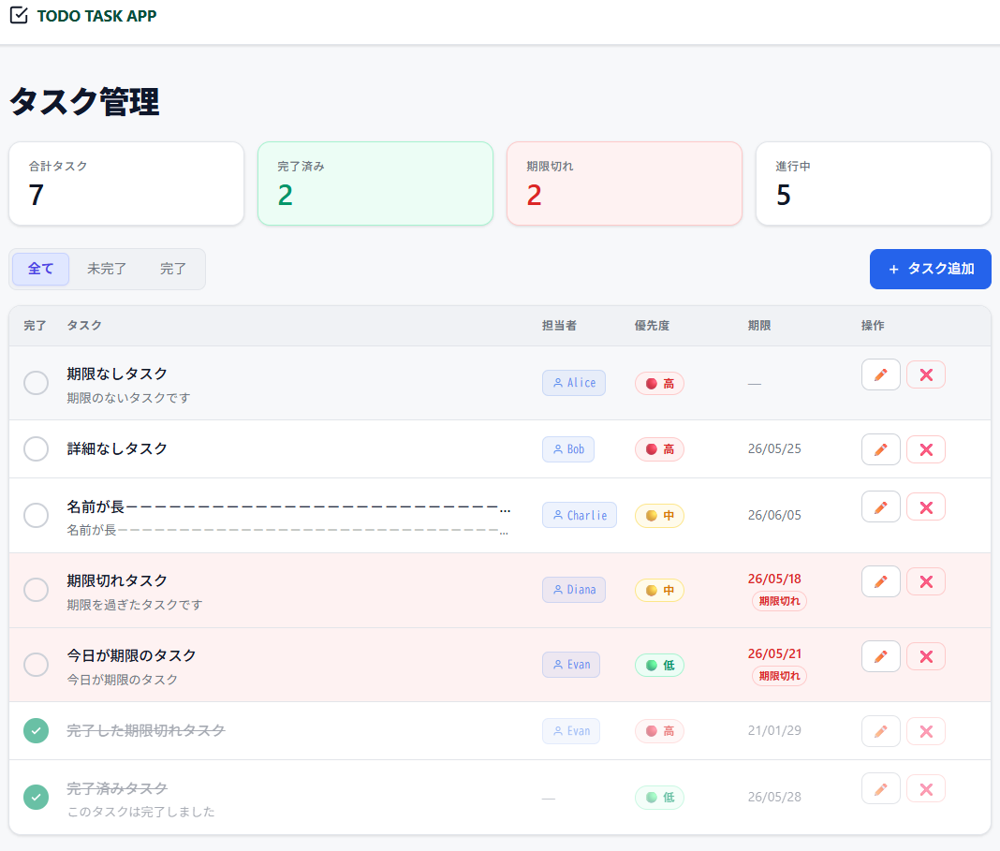 TODO TASK APP
タスク管理
合計タスク
7
完了済み
2
期限切れ
2
進行中
5
全て 未完了 完了
+ タスク追加
完了 タスク 担当者 優先度 期限 操作
期限なしタスク
期限のないタスクです
Alice 高 —
詳細なしタスク
Bob 高 26/05/25
名前が長ーーーーーーーーーーーーーーーーーーーーーーーーーー...
名前が長ーーーーーーーーーーーーーーーーーーーーーーーーーーーーーーー...
Charlie 中 26/06/05
期限切れタスク
期限を過ぎたタスクです
Diana 中 26/05/18
期限切れ
今日が期限のタスク
今日が期限のタスク
Evan 低 26/05/21
期限切れ
完了した期限切れタスク
Evan 高 21/01/29
完了済みタスク
このタスクは完了しました
— 低 26/05/28